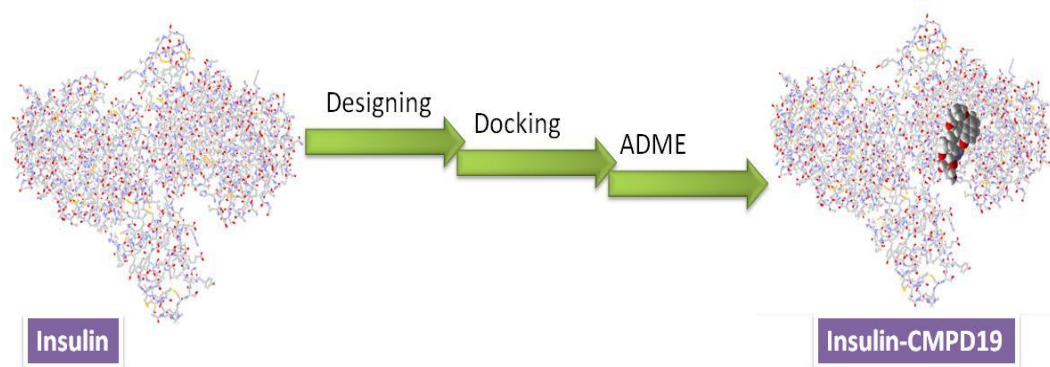 Designing
Docking
ADME
Insulin
Insulin-CMPD19